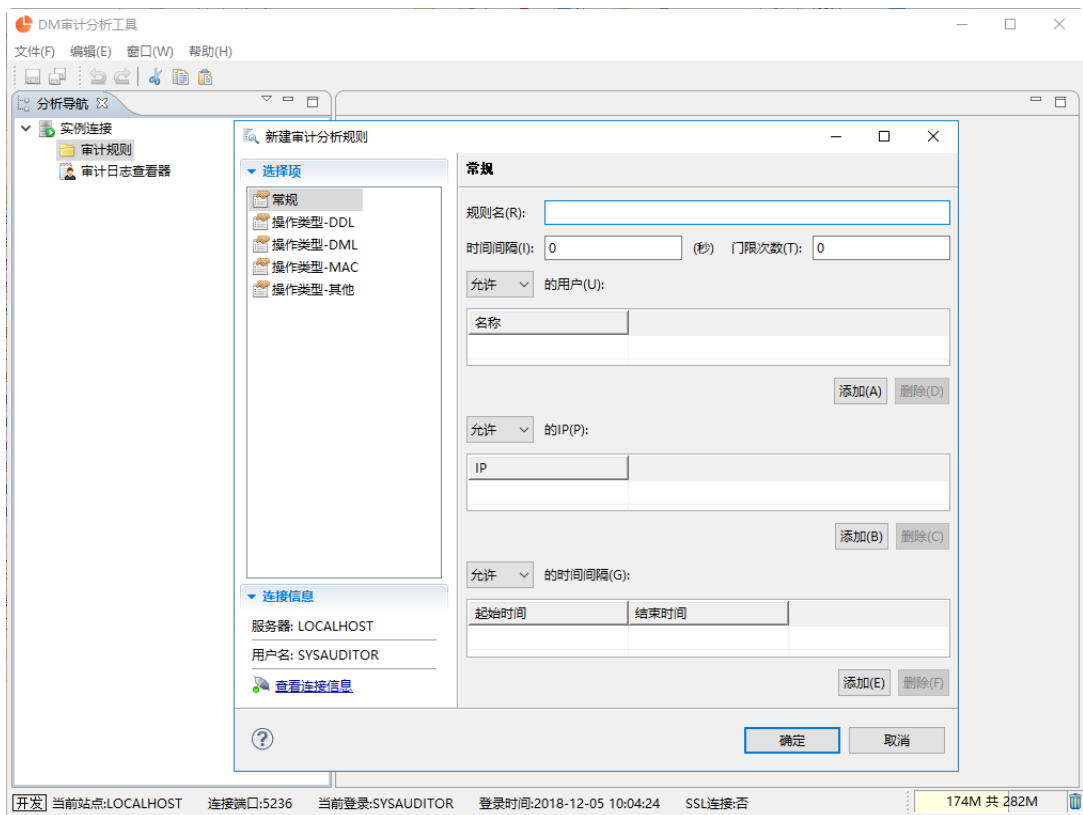 DM审计分析工具
文件(F) 编辑(E) 窗口(W) 帮助(H)
分析导航
实例连接
审计规则
审计日志查看器
新建审计分析规则
选择项
常规
操作类型-DDL
操作类型-DML
操作类型-MAC
操作类型-其他
连接信息
服务器: LOCALHOST
用户名: SYSAUDITOR
查看连接信息
常规
规则名(R):
时间间隔(I): 0 (秒) 门限次数(T): 0
允许 的用户(U):
名称
添加(A) 删除(D)
允许 的IP(P):
IP
添加(B) 删除(C)
允许 的时间间隔(G):
起始时间 结束时间
添加(E) 删除(F)
确定 取消
开发 当前站点:LOCALHOST 连接端口:5236 当前登录:SYSAUDITOR 登录时间:2018-12-05 10:04:24 SSL连接:否 174M 共 282M